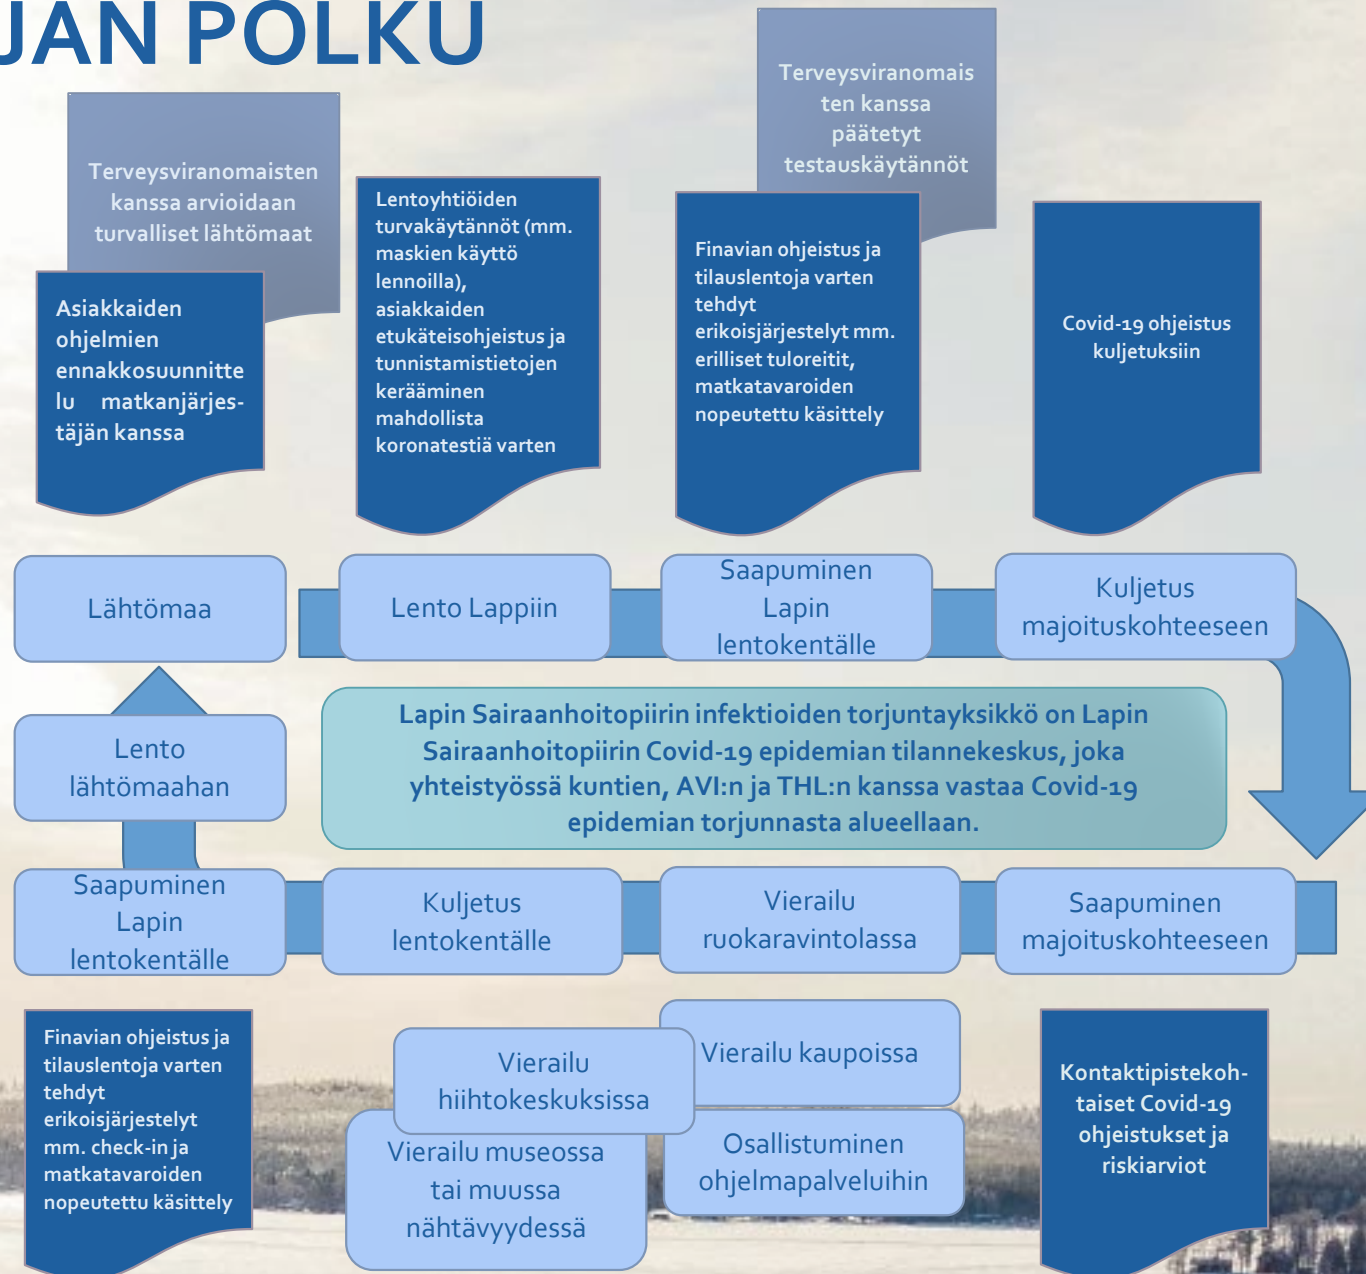 JAN POLKU
Terveysviranomaisten
kanssa arvioidaan
turvalliset lähtömaat
Asiakkaiden
ohjelmien
ennakkosuunnitte
lu matkanjärjes-
täjän kanssa
Lentoyhtiöiden
turvakäytännöt (mm.
maskien käyttö
lennoilla),
asiakkaiden
etukäteisohjeistus ja
tunnistamistietojen
kerääminen
mahdollista
koronatestiä varten
Terveysviranomais
ten kanssa
päätetyt
testauskäytännöt
Finavian ohjeistus ja
tilauslentoja varten
tehdyt
erikoisjärjestelyt mm.
erilliset tuloreitit,
matkatavaroiden
nopeutettu käsittely
Covid-19 ohjeistus
kuljetuksiin
Lähtömaa
Lento Lappiin
Saapuminen
Lapin
lentokentälle
Kuljetus
majoituskohteeseen
Lapin Sairaanhoitopiirin infektioiden torjuntayksikkö on Lapin
Sairaanhoitopiirin Covid-19 epidemian tilannekeskus, joka
yhteistyössä kuntien, AVI:n ja THL:n kanssa vastaa Covid-19
epidemian torjunnasta alueellaan.
Lento
lähtömaahan
Saapuminen
Lapin
lentokentälle
Kuljetus
lentokentälle
Vierailu
ruokaravintolassa
Saapuminen
majoituskohteeseen
Finavian ohjeistus ja
tilauslentoja varten
tehdyt
erikoisjärjestelyt
mm. check-in ja
matkatavaroiden
nopeutettu käsittely
Vierailu
hiihtokeskuksissa
Vierailu kaupoissa
Vierailu museossa
tai muussa
nähtävyydessä
Osallistuminen
ohjelmapalveluihin
Kontaktipistekoh-
taiset Covid-19
ohjeistukset ja
riskiarviot